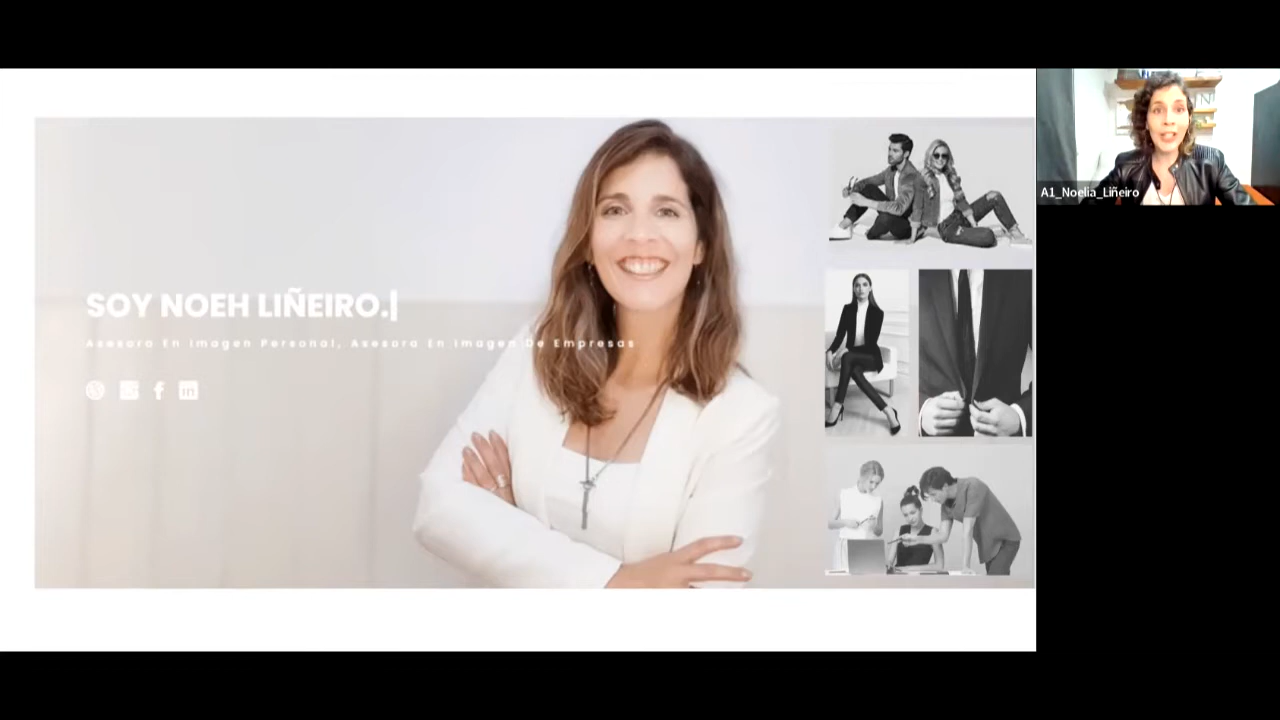 SOY NOEH LIÑEIRO.|
Asesora En Imagen Personal, Asesora En Imagen De Empresas
A1_Noelia_Liñeiro